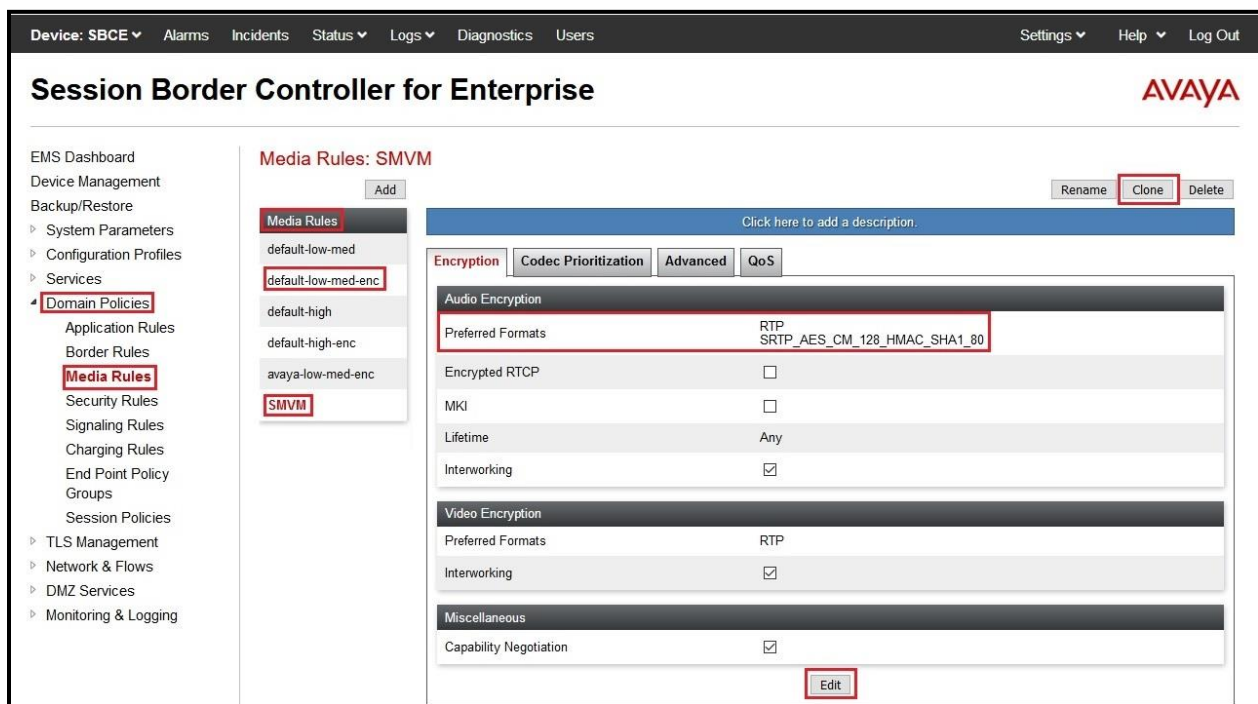 Device: SBCE Alarms Incidents Status Logs Diagnostics Users Settings Help Log Out
Session Border Controller for Enterprise
AVAYA
EMS Dashboard
Device Management
Backup/Restore
System Parameters
Configuration Profiles
Services
Domain Policies
Application Rules
Border Rules
Media Rules
Security Rules
Signaling Rules
Charging Rules
End Point Policy
Groups
Session Policies
TLS Management
Network & Flows
DMZ Services
Monitoring & Logging
Media Rules: SMVM
Add
Rename Clone Delete
Media Rules
default-low-med
default-low-med-enc
default-high
default-high-enc
avaya-low-med-enc
SMVM
Click here to add a description.
Encryption Codec Prioritization Advanced QoS
Audio Encryption
Preferred Formats RTP
SRTP_AES_CM_128_HMAC_SHA1_80
Encrypted RTCP
MKI
Lifetime Any
Interworking
Video Encryption
Preferred Formats RTP
Interworking
Miscellaneous
Capability Negotiation
Edit